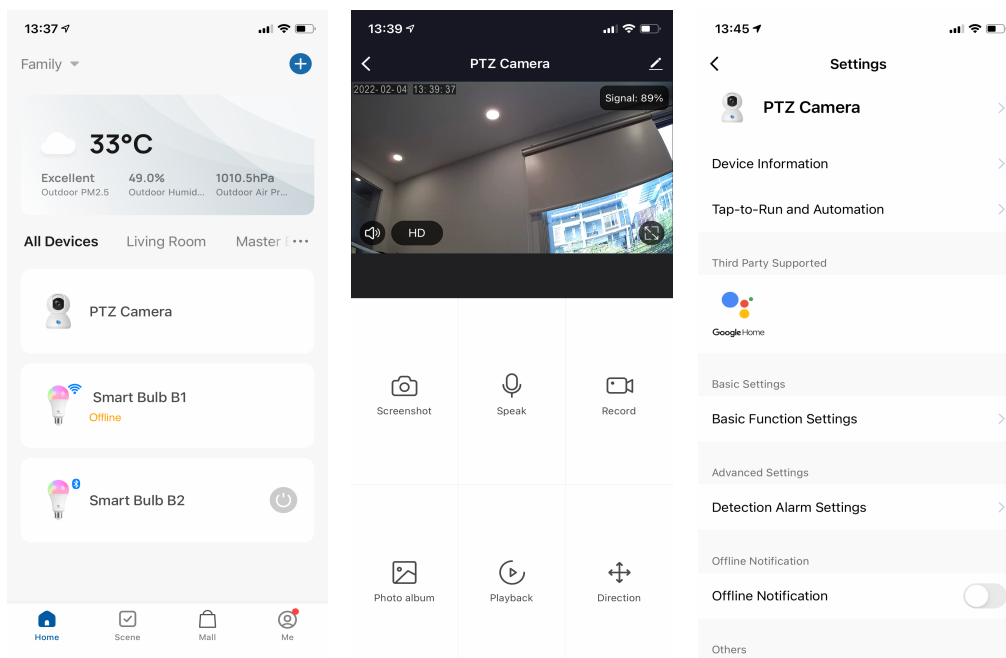 13:37
Family
33°C
Excellent 49.0% 1010.5hPa
Outdoor PM2.5 Outdoor Humid... Outdoor Air Pr...
All Devices Living Room Master
PTZ Camera
Smart Bulb B1
Offline
Smart Bulb B2
Home Scene Mall Me
13:39
PTZ Camera
2022-02-04 13:39:37
Signal: 89%
HD
Screenshot Speak Record
Photo album Playback Direction
13:45
Settings
PTZ Camera
Device Information
Tap-to-Run and Automation
Third Party Supported
Google Home
Basic Settings
Basic Function Settings
Advanced Settings
Detection Alarm Settings
Offline Notification
Offline Notification
Others